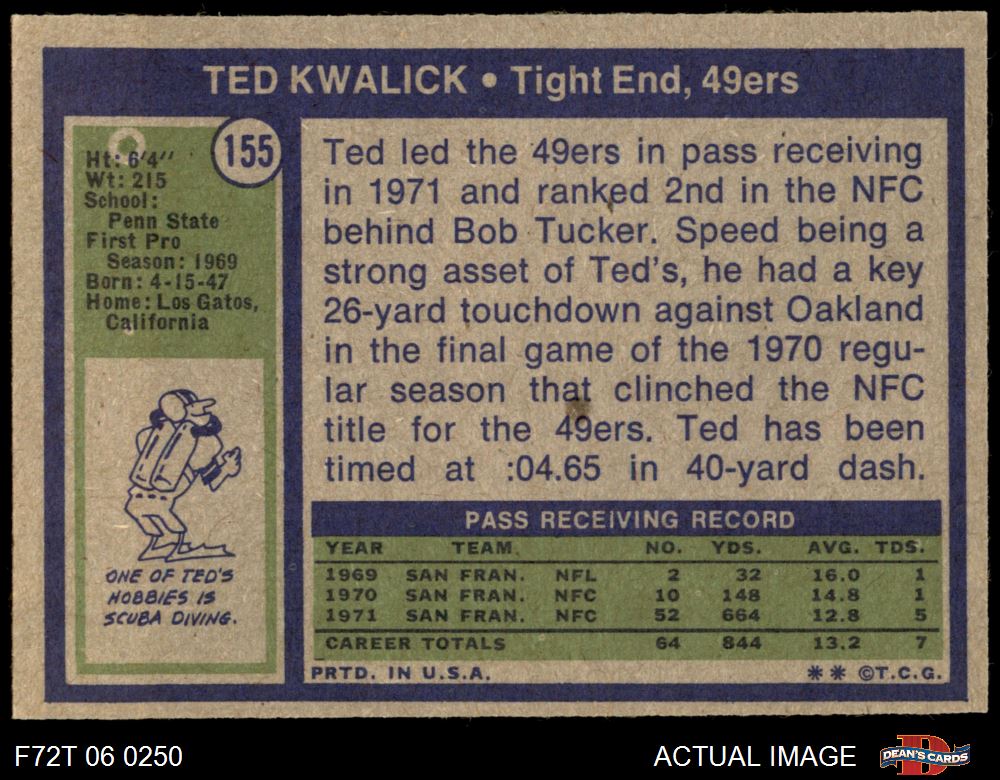 TED KWALICK • Tight End, 49ers
155
Ht: 6'4''
Wt: 215
School:
Penn State
First Pro
Season: 1969
Born: 4-15-47
Home: Los Gatos,
California
ONE OF TED'S
HOBBIES IS
SCUBA DIVING.
Ted led the 49ers in pass receiving
in 1971 and ranked 2nd in the NFC
behind Bob Tucker. Speed being a
strong asset of Ted's, he had a key
26-yard touchdown against Oakland
in the final game of the 1970 regu-
lar season that clinched the NFC
title for the 49ers. Ted has been
timed at :04.65 in 40-yard dash.
PASS RECEIVING RECORD
YEAR TEAM NO. YDS. AVG. TDS.
1969 SAN FRAN. NFL 2 32 16.0 1
1970 SAN FRAN. NFC 10 148 14.8 1
1971 SAN FRAN. NFC 52 664 12.8 5
CAREER TOTALS 64 844 13.2 7
PRTD. IN U.S.A. ** ©T.C.G.
F72T 06 0250 ACTUAL IMAGE DEAN'S CARDS